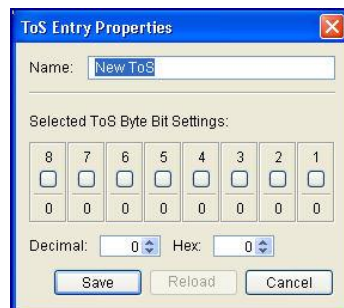 ToS Entry Properties
Name: New ToS
Selected ToS Byte Bit Settings:
8 7 6 5 4 3 2 1
0 0 0 0 0 0 0 0
Decimal: 0 Hex: 0
Save Reload Cancel